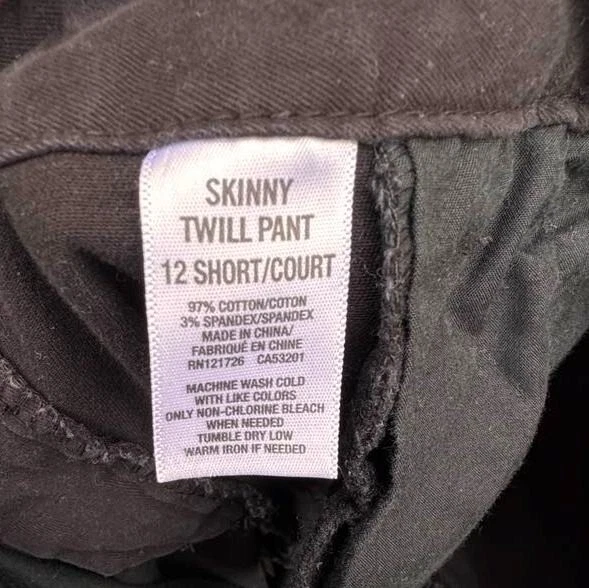 SKINNY
TWILL PANT
12 SHORT/COURT
97% COTTON/COTON
3% SPANDEX/SPANDEX
MADE IN CHINA/
FABRIQUÉ EN CHINE
RN121726 CA53201
MACHINE WASH COLD
WITH LIKE COLORS
ONLY NON-CHLORINE BLEACH
WHEN NEEDED
TUMBLE DRY LOW
WARM IRON IF NEEDED